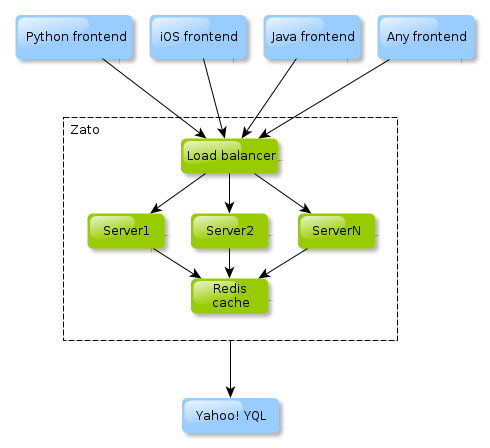 Python frontend
iOS frontend
Java frontend
Any frontend
Zato
Load balancer
Server1
Server2
ServerN
Redis
cache
Yahoo! YQL